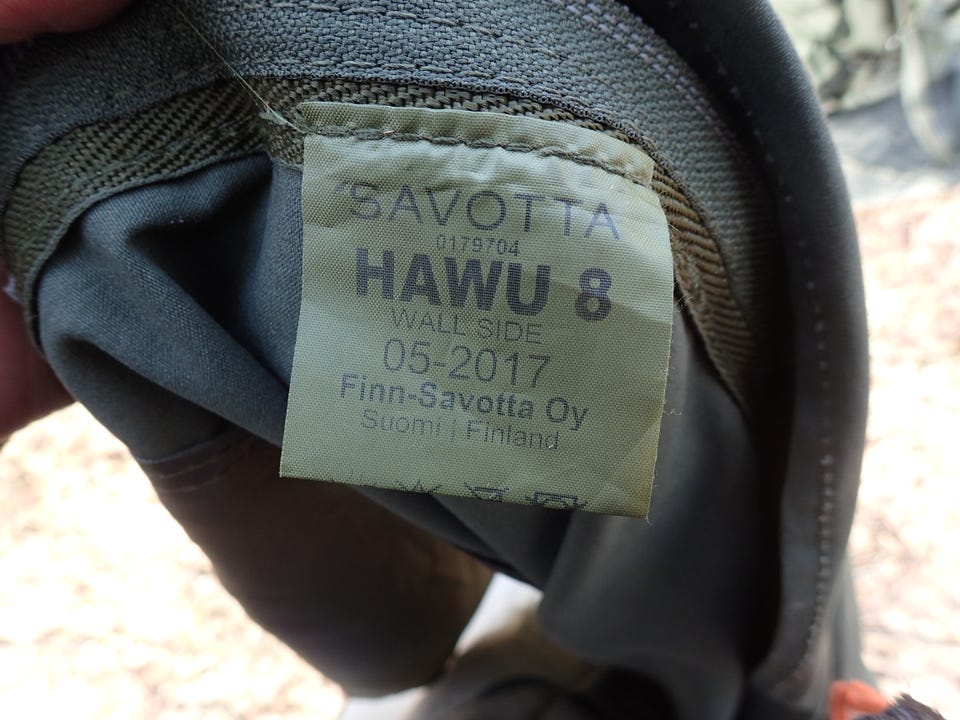 SAVOTTA
0179704
HAWU 8
WALL SIDE
05-2017
Finn-Savotta Oy
Suomi | Finland